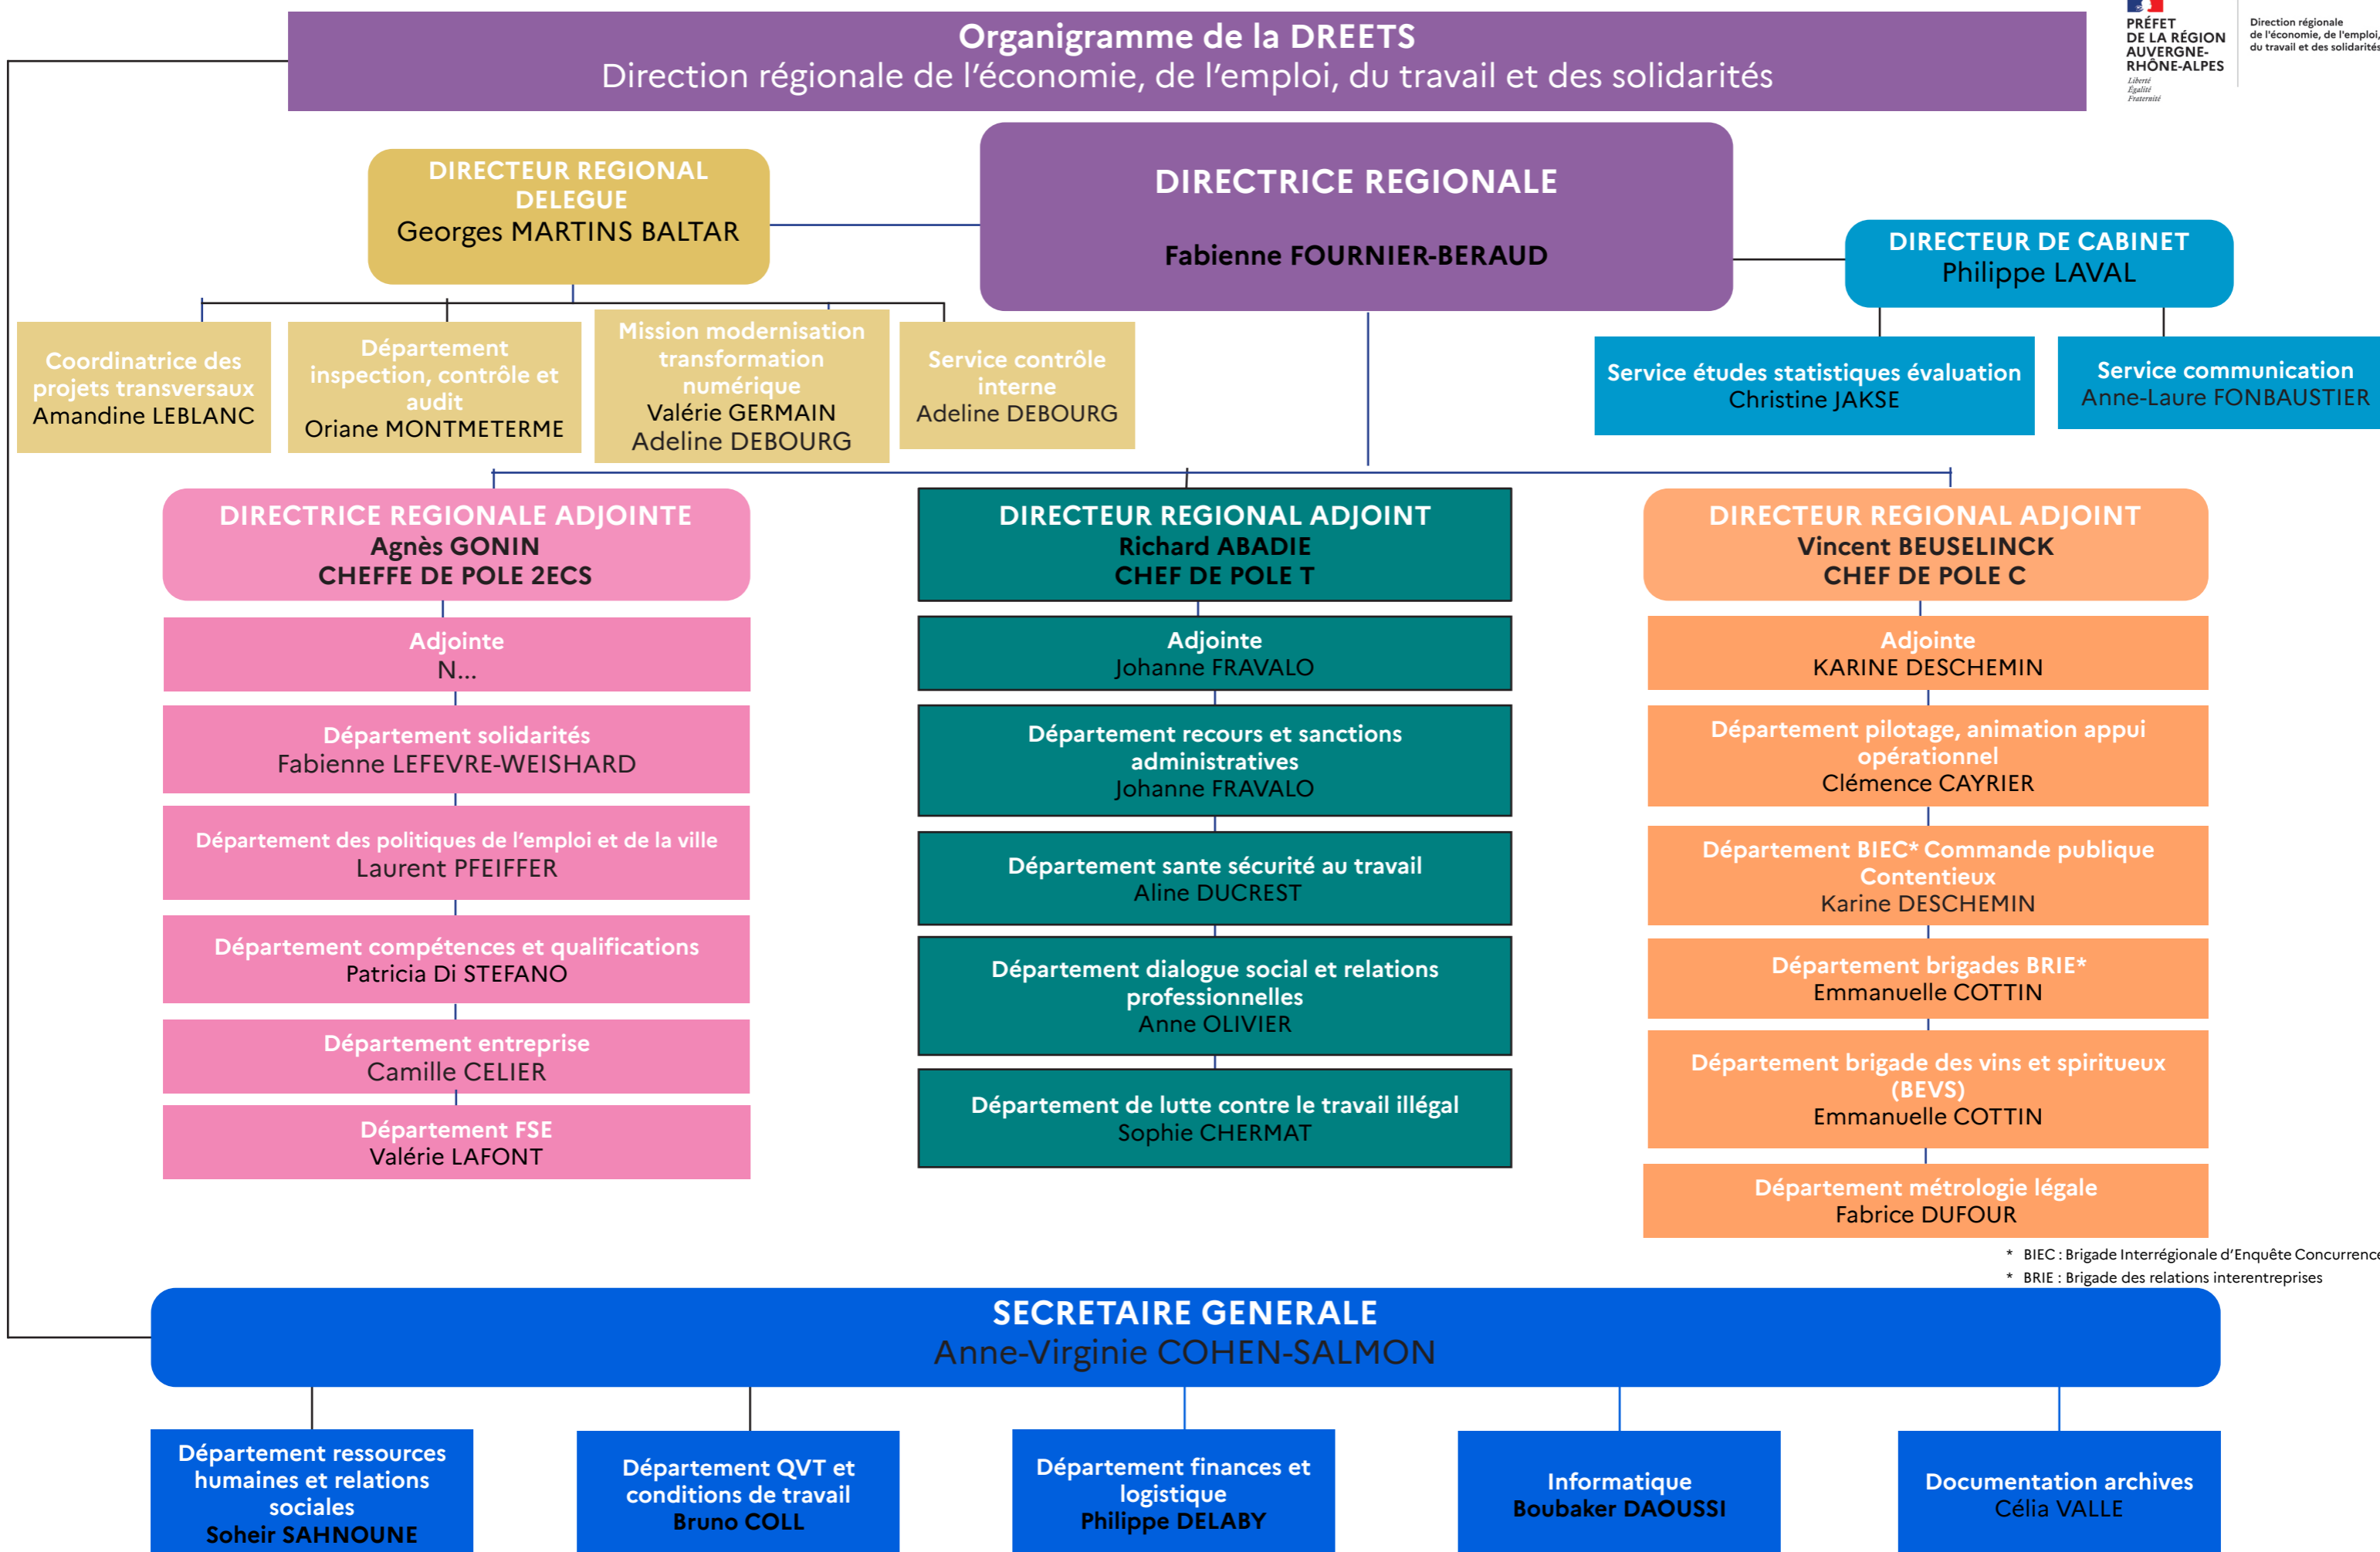 Organigramme de la DREETS
Direction régionale de l'économie, de l'emploi, du travail et des solidarités
PRÉFET
DE LA RÉGION
AUVERGNE-
RHÔNE-ALPES
Liberté
Égalité
Fraternité
Direction régionale
de l'économie, de l'emploi,
du travail et des solidarités
DIRECTEUR REGIONAL
DELEGUE
Georges MARTINS BALTAR
DIRECTRICE REGIONALE
Fabienne FOURNIER-BERAUD
DIRECTEUR DE CABINET
Philippe LAVAL
Coordinatrice des
projets transversaux
Amandine LEBLANC
Département
inspection, contrôle et
audit
Oriane MONTMETERME
Mission modernisation
transformation
numérique
Valérie GERMAIN
Adeline DEBOURG
Service contrôle
interne
Adeline DEBOURG
Service études statistiques évaluation
Christine JAKSE
Service communication
Anne-Laure FONBAUSTIER
DIRECTRICE REGIONALE ADJOINTE
Agnès GONIN
CHEFFE DE POLE 2ECS
Adjointe
N...
Département solidarités
Fabienne LEFEVRE-WEISHARD
Département des politiques de l'emploi et de la ville
Laurent PFEIFFER
Département compétences et qualifications
Patricia Di STEFANO
Département entreprise
Camille CELIER
Département FSE
Valérie LAFONT
DIRECTEUR REGIONAL ADJOINT
Richard ABADIE
CHEF DE POLE T
Adjointe
Johanne FRAVALO
Département recours et sanctions
administratives
Johanne FRAVALO
Département sante sécurité au travail
Aline DUCREST
Département dialogue social et relations
professionnelles
Anne OLIVIER
Département de lutte contre le travail illégal
Sophie CHERMAT
DIRECTEUR REGIONAL ADJOINT
Vincent BEUSELINCK
CHEF DE POLE C
Adjointe
KARINE DESCHEMIN
Département pilotage, animation appui
opérationnel
Clémence CAYRIER
Département BIEC* Commande publique
Contentieux
Karine DESCHEMIN
Département brigades BRIE*
Emmanuelle COTTIN
Département brigade des vins et spiritueux
(BEVS)
Emmanuelle COTTIN
Département métrologie légale
Fabrice DUFOUR
* BIEC : Brigade Interrégionale d'Enquête Concurrence
* BRIE : Brigade des relations interentreprises
SECRETAIRE GENERALE
Anne-Virginie COHEN-SALMON
Département ressources
humaines et relations
sociales
Soheir SAHNOUNE
Département QVT et
conditions de travail
Bruno COLL
Département finances et
logistique
Philippe DELABY
Informatique
Boubaker DAOUSSI
Documentation archives
Célia VALLE